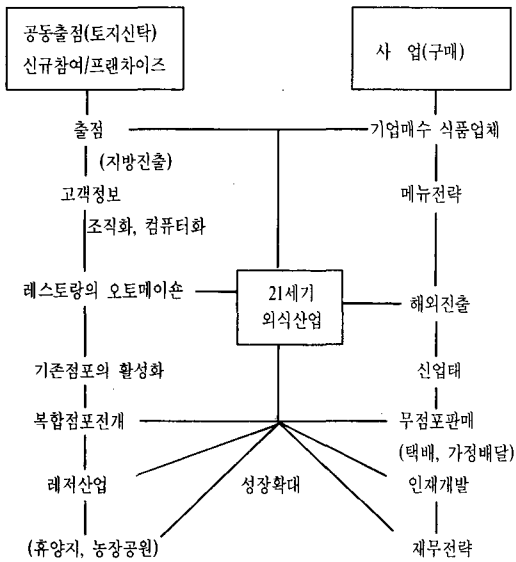 공동출점(토지신탁)
신규참여/프랜차이즈
사 업(구매)
출점
기업매수 식품업체
(지방진출)
고객정보
메뉴전략
조직화, 컴퓨터화
레스토랑의 오토메이숀
21세기
외식산업
해외진출
기존점포의 활성화
신업태
복합점포전개
무점포판매
(택배, 가정배달)
레저산업
성장확대
인재개발
(휴양지, 농장공원)
재무전략